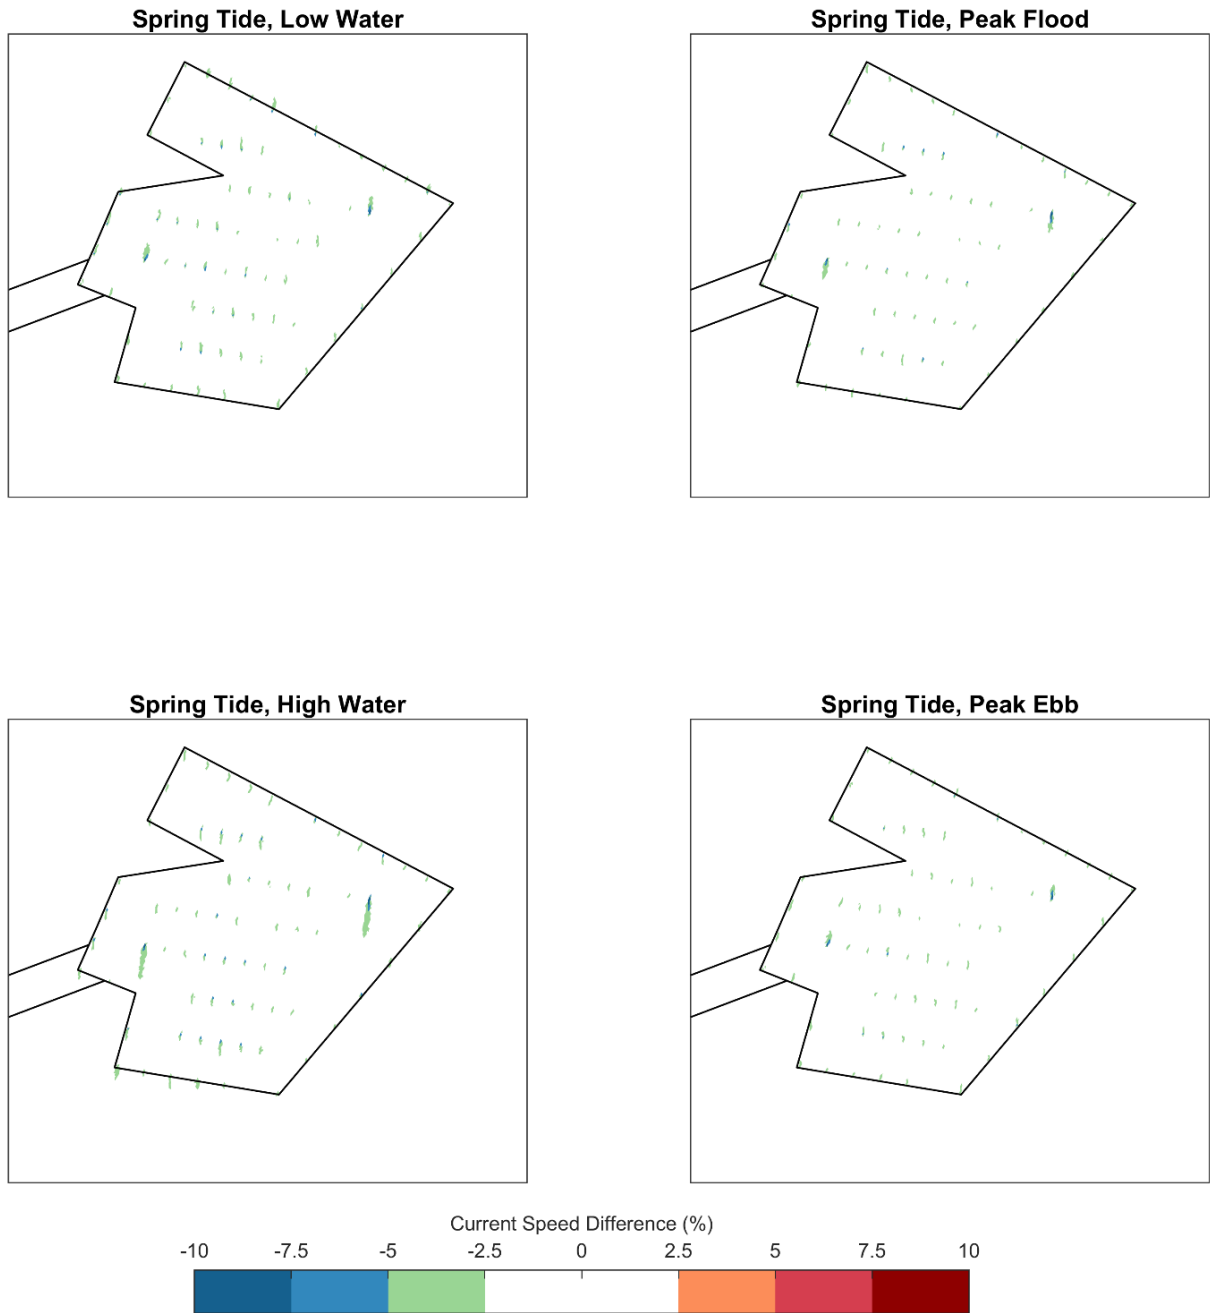 Spring Tide, Low Water
Spring Tide, Peak Flood
Spring Tide, High Water
Spring Tide, Peak Ebb
Current Speed Difference (%)
-10 -7.5 -5 -2.5 0 2.5 5 7.5 10